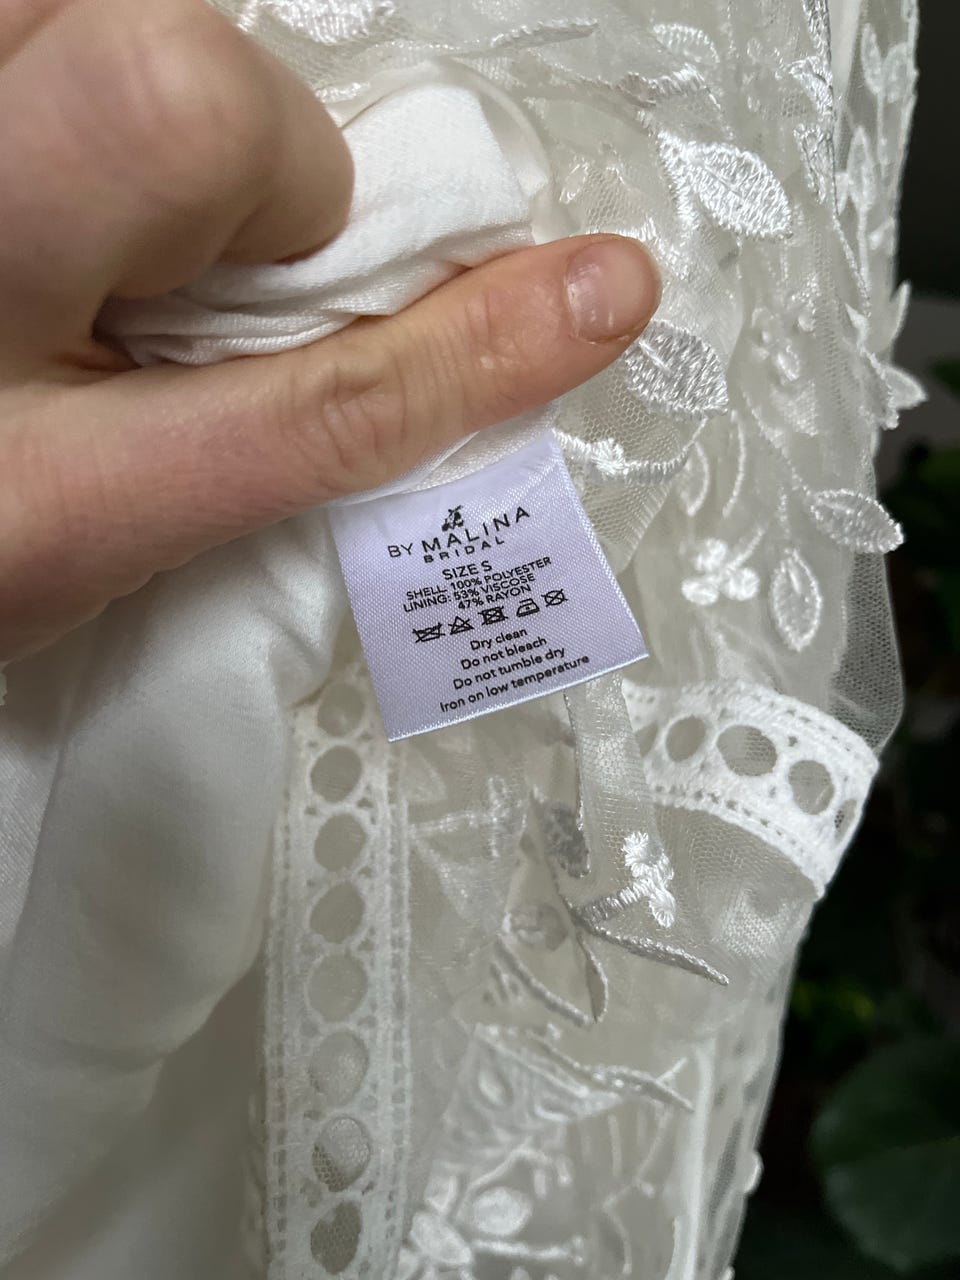 BY MALINA
BRIDAL
SIZE S
SHELL: 100% POLYESTER
LINING: 53% VISCOSE
47% RAYON
Dry clean
Do not bleach
Do not tumble dry
Iron on low temperature